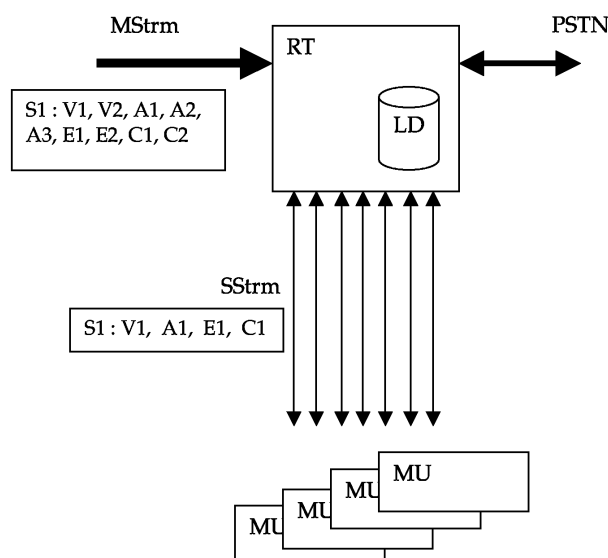 MStrm
PSTN
RT
S1 : V1, V2, A1, A2,
A3, E1, E2, C1, C2
LD
SStrm
S1 : V1, A1, E1, C1
MU
MU
MU
MU